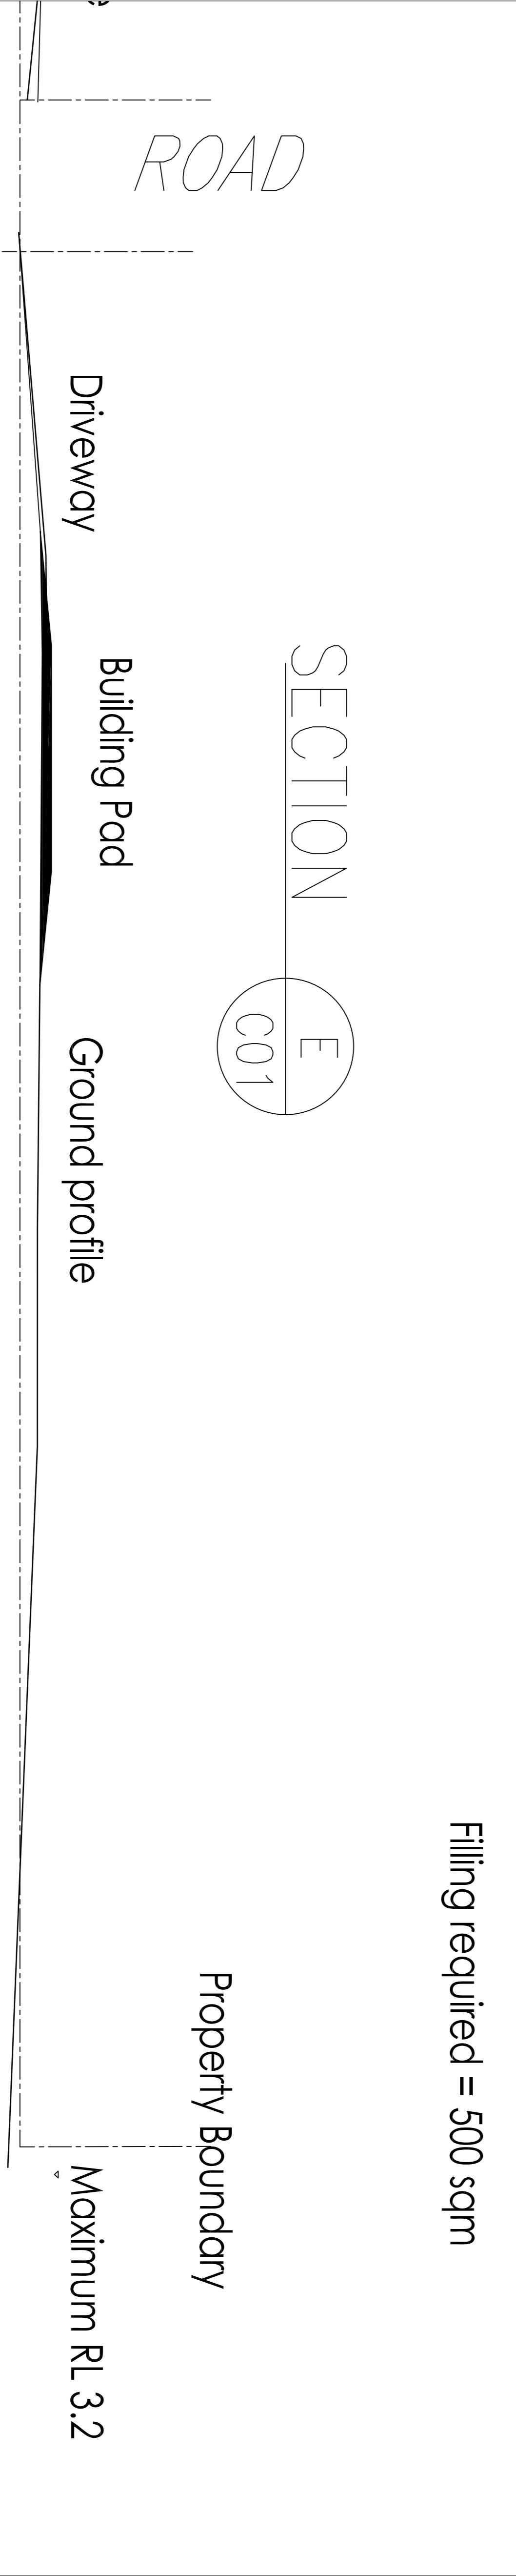 Filling required = 500 sqm
SECTION
E
C01
Property Boundary
ROAD
Driveway
Building Pad
Ground profile
Maximum RL 3.2